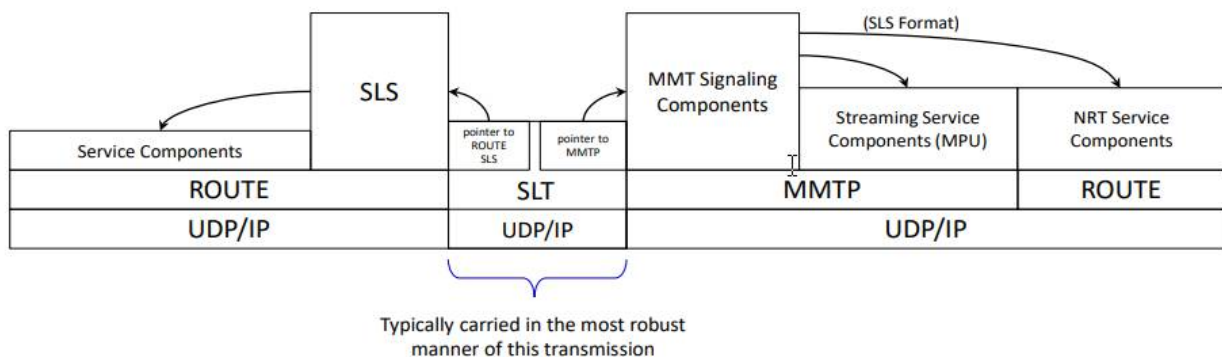 (SLS Format)
SLS
MMT Signaling
Components
pointer to
ROUTE
SLS
pointer to
MMTP
Service Components
Streaming Service
Components (MPU)
NRT Service
Components
ROUTE
SLT
MMTP
ROUTE
UDP/IP
UDP/IP
UDP/IP
Typically carried in the most robust
manner of this transmission